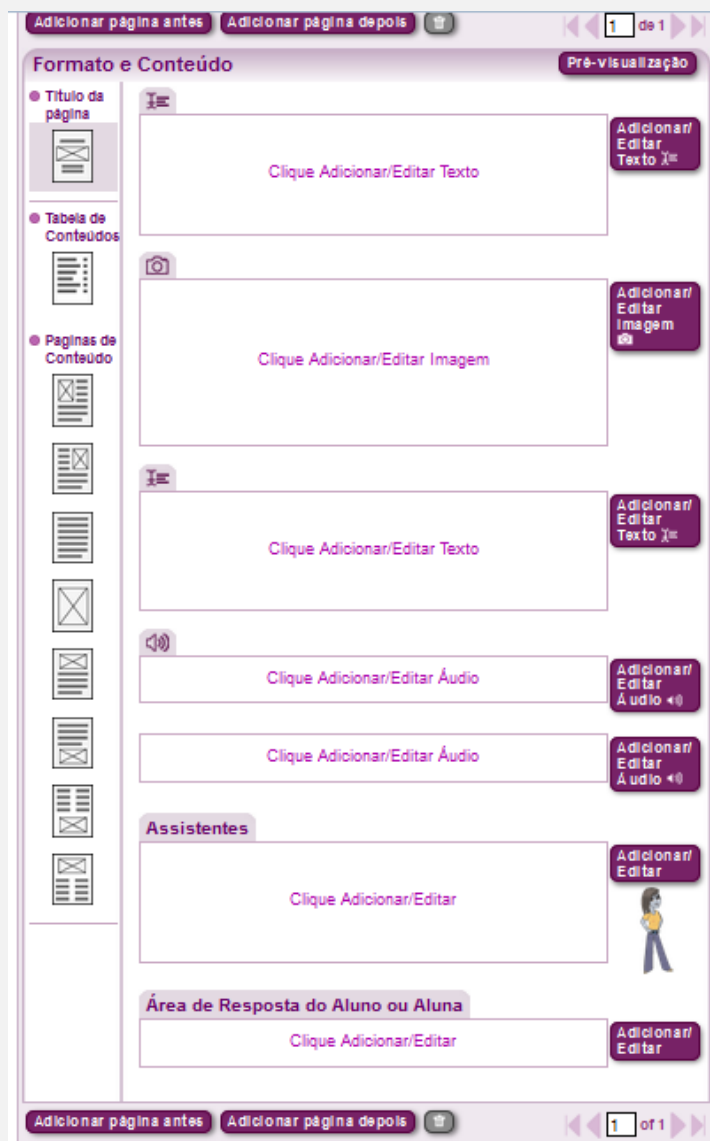 Adicionar página antes Adicionar página depois 1 de 1
Formato e Conteúdo Pré-visualização
Título da
página
Adicionar/
Editar
Texto
Clique Adicionar/Editar Texto
Tabela de
Conteúdos
Adicionar/
Editar
Imagem
Paginas de
Conteúdo
Clique Adicionar/Editar Imagem
Adicionar/
Editar
Texto
Clique Adicionar/Editar Texto
Clique Adicionar/Editar Áudio
Adicionar/
Editar
Áudio
Clique Adicionar/Editar Áudio
Adicionar/
Editar
Áudio
Assistentes
Clique Adicionar/Editar
Adicionar/
Editar
Área de Resposta do Aluno ou Aluna
Clique Adicionar/Editar
Adicionar/
Editar
Adicionar página antes Adicionar página depois 1 of 1